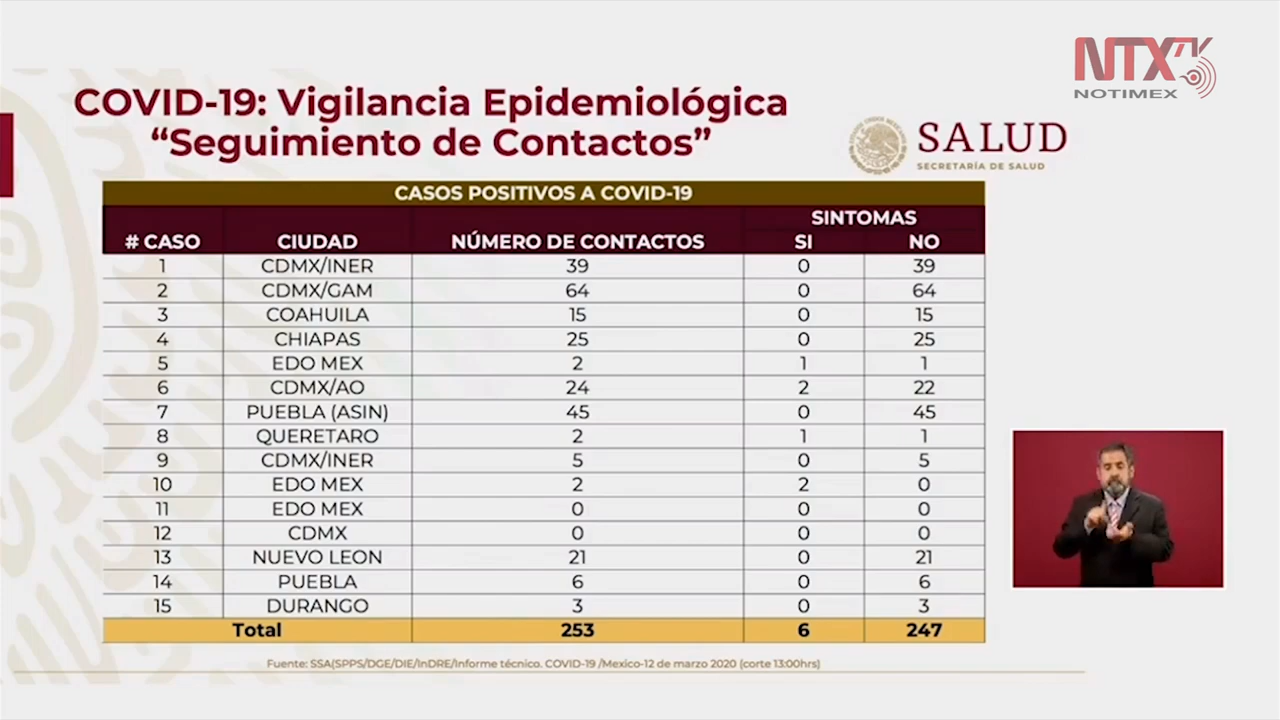 NTX TV
NOTIMEX
COVID-19: Vigilancia Epidemiológica
“Seguimiento de Contactos”
SALUD
SECRETARÍA DE SALUD
CASOS POSITIVOS A COVID-19
# CASO CIUDAD NÚMERO DE CONTACTOS SINTOMAS
SI NO
1 CDMX/INER 39 0 39
2 CDMX/GAM 64 0 64
3 COAHUILA 15 0 15
4 CHIAPAS 25 0 25
5 EDO MEX 2 1 1
6 CDMX/AO 24 2 22
7 PUEBLA (ASIN) 45 0 45
8 QUERETARO 2 1 1
9 CDMX/INER 5 0 5
10 EDO MEX 2 2 0
11 EDO MEX 0 0 0
12 CDMX 0 0 0
13 NUEVO LEON 21 0 21
14 PUEBLA 6 0 6
15 DURANGO 3 0 3
Total 253 6 247
Fuente: SSA(SPPS/DGE/DIE/InDRE/Informe técnico. COVID-19 /Mexico-12 de marzo 2020 (corte 13:00hrs)